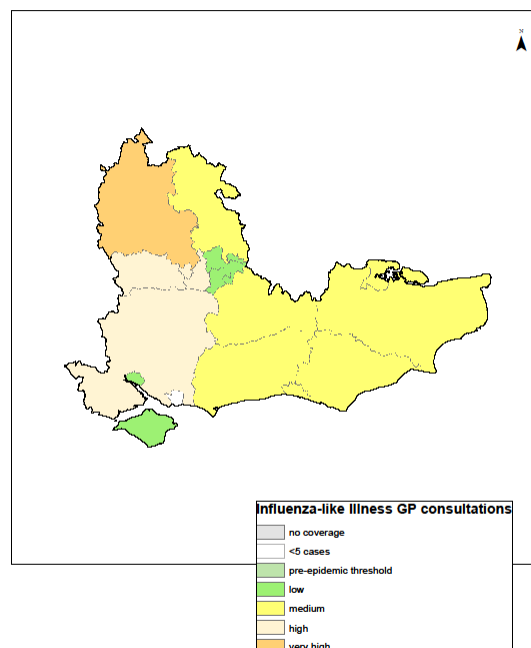 N
Influenza-like Illness GP consultations
no coverage
<5 cases
pre-epidemic threshold
low
medium
high
very high